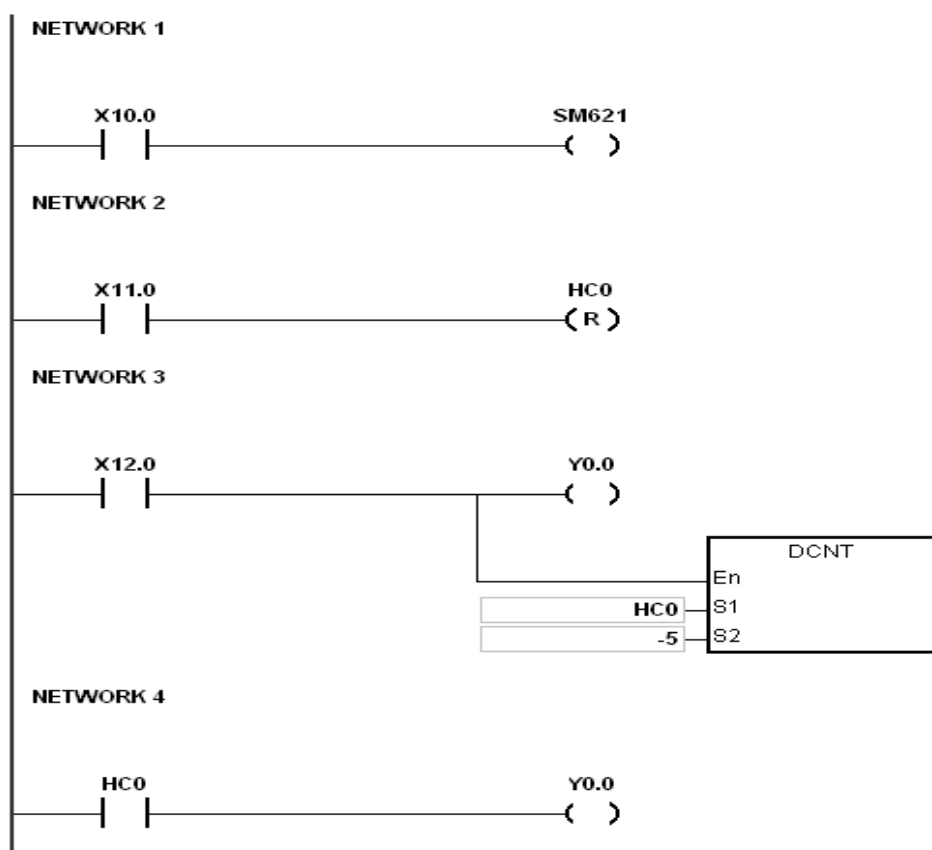 NETWORK 1
X10.0 SM621
NETWORK 2
X11.0 HC0
R
NETWORK 3
X12.0 Y0.0
DCNT
En
HC0 S1
-5 S2
NETWORK 4
HC0 Y0.0